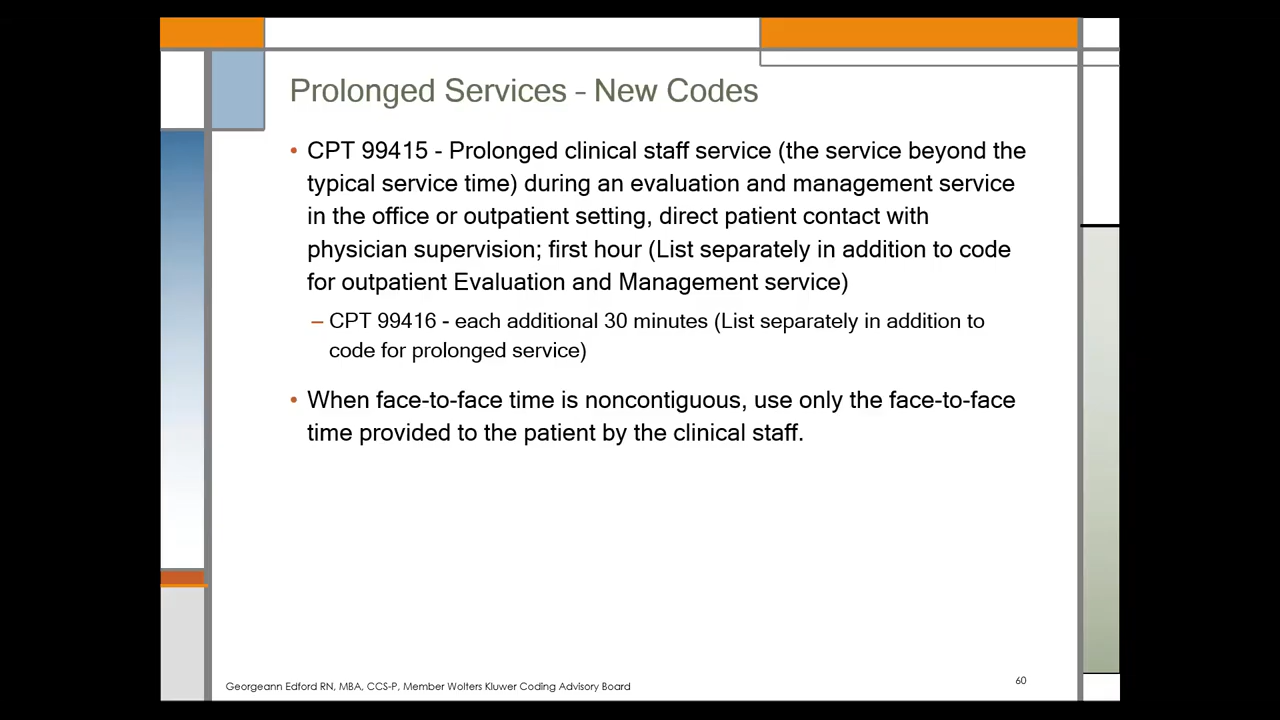 Prolonged Services - New Codes
• CPT 99415 - Prolonged clinical staff service (the service beyond the
typical service time) during an evaluation and management service
in the office or outpatient setting, direct patient contact with
physician supervision; first hour (List separately in addition to code
for outpatient Evaluation and Management service)
– CPT 99416 - each additional 30 minutes (List separately in addition to
code for prolonged service)
• When face-to-face time is noncontiguous, use only the face-to-face
time provided to the patient by the clinical staff.
Georgeann Edford RN, MBA, CCS-P, Member Wolters Kluwer Coding Advisory Board
60